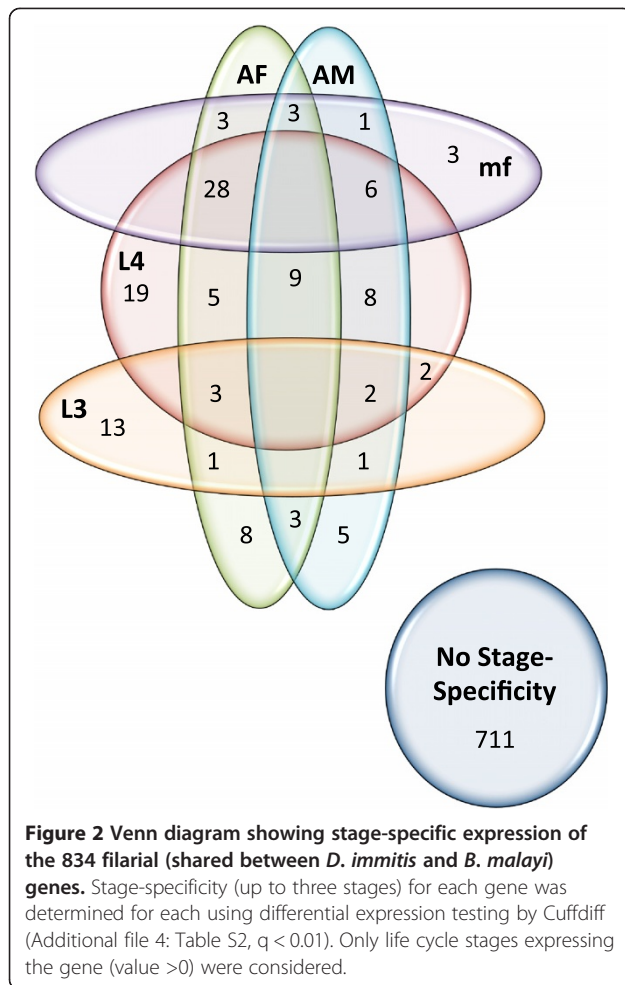 AF AM
3 3 1
3 mf
28 6
L4
19 5 9 8
2
3 2
L3
13
1 1
3
8 5
No Stage-
Specificity
711
Figure 2 Venn diagram showing stage-specific expression of
the 834 filarial (shared between D. immitis and B. malayi)
genes. Stage-specificity (up to three stages) for each gene was
determined for each using differential expression testing by Cuffdiff
(Additional file 4: Table S2, q < 0.01). Only life cycle stages expressing
the gene (value >0) were considered.